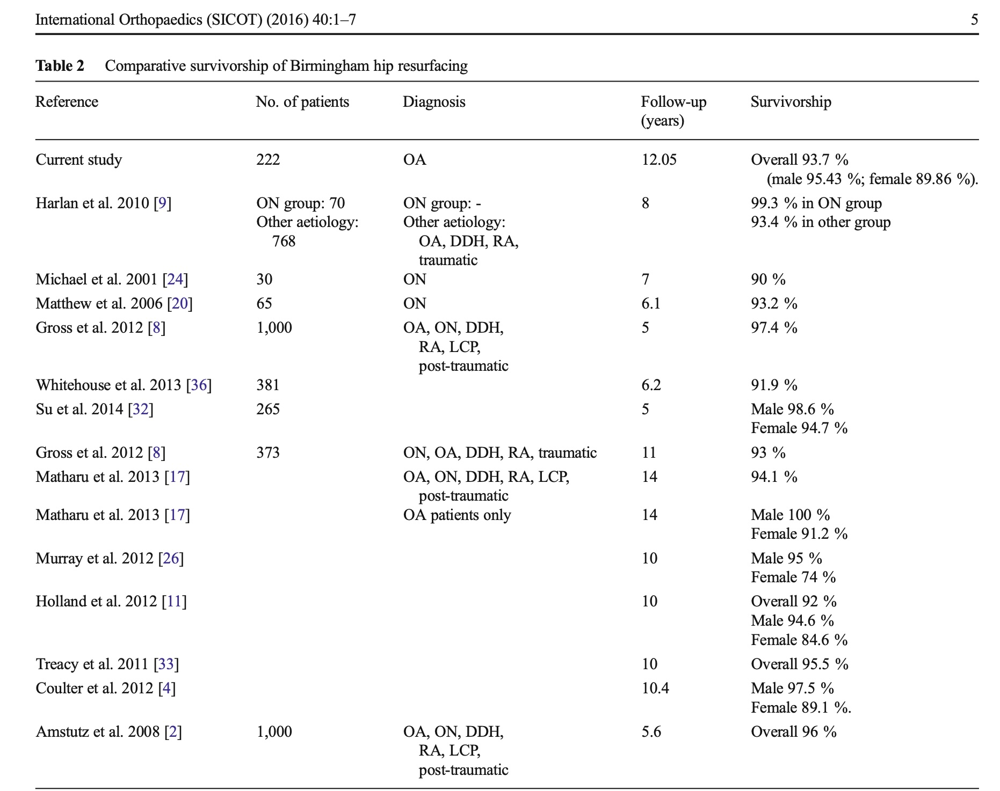 International Orthopaedics (SICOT) (2016) 40:1–7 5
Table 2 Comparative survivorship of Birmingham hip resurfacing
Reference No. of patients Diagnosis Follow-up (years) Survivorship
Current study 222 OA 12.05 Overall 93.7 %
(male 95.43 %; female 89.86 %).
Harlan et al. 2010 [9] ON group: 70 ON group: - 8 99.3 % in ON group
Other aetiology: Other aetiology: 93.4 % in other group
768 OA, DDH, RA,
traumatic
Michael et al. 2001 [24] 30 ON 7 90 %
Matthew et al. 2006 [20] 65 ON 6.1 93.2 %
Gross et al. 2012 [8] 1,000 OA, ON, DDH, 5 97.4 %
RA, LCP,
post-traumatic
Whitehouse et al. 2013 [36] 381 6.2 91.9 %
Su et al. 2014 [32] 265 5 Male 98.6 %
Female 94.7 %
Gross et al. 2012 [8] 373 ON, OA, DDH, RA, traumatic 11 93 %
Matharu et al. 2013 [17] OA, ON, DDH, RA, LCP, 14 94.1 %
post-traumatic
Matharu et al. 2013 [17] OA patients only 14 Male 100 %
Female 91.2 %
Murray et al. 2012 [26] 10 Male 95 %
Female 74 %
Holland et al. 2012 [11] 10 Overall 92 %
Male 94.6 %
Female 84.6 %
Treacy et al. 2011 [33] 10 Overall 95.5 %
Coulter et al. 2012 [4] 10.4 Male 97.5 %
Female 89.1 %.
Amstutz et al. 2008 [2] 1,000 OA, ON, DDH, 5.6 Overall 96 %
RA, LCP,
post-traumatic